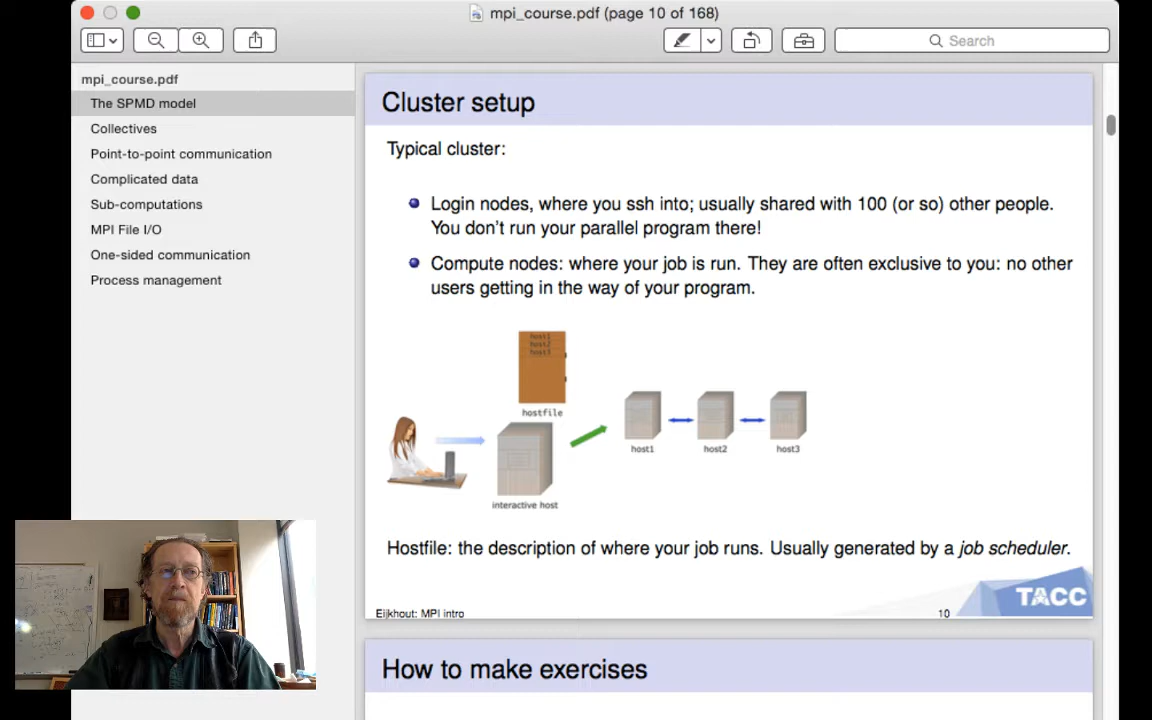 mpi_course.pdf (page 10 of 168)
Search
mpi_course.pdf
The SPMD model
Collectives
Point-to-point communication
Complicated data
Sub-computations
MPI File I/O
One-sided communication
Process management
Cluster setup
Typical cluster:
Login nodes, where you ssh into; usually shared with 100 (or so) other people.
You don't run your parallel program there!
Compute nodes: where your job is run. They are often exclusive to you: no other
users getting in the way of your program.
host1
host2
host3
hostfile
host1
host2
host3
interactive host
Hostfile: the description of where your job runs. Usually generated by a job scheduler.
TACC
Eijkhout: MPI intro
10
How to make exercises